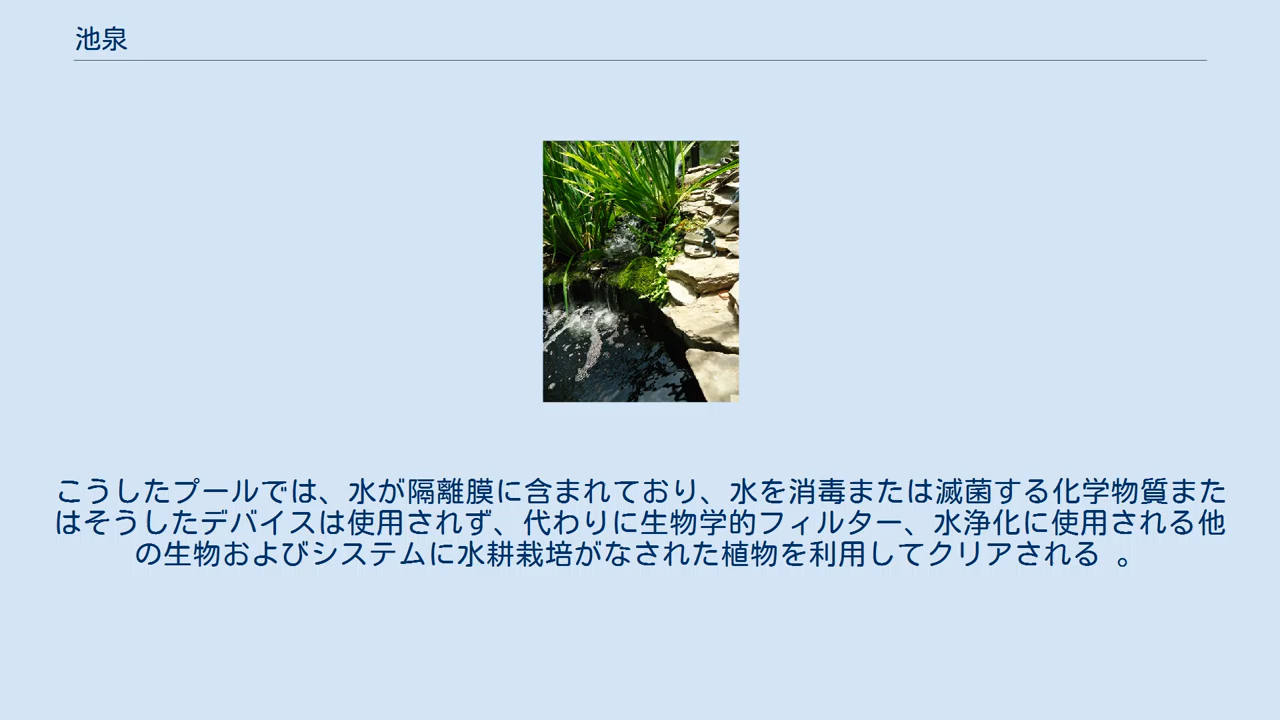 池泉
こうしたプールでは、水が隔離膜に含まれており、水を消毒または滅菌する化学物質また
はそうしたデバイスは使用されず、代わりに生物学的フィルター、水浄化に使用される他
の生物およびシステムに水耕栽培がなされた植物を利用してクリアされる 。